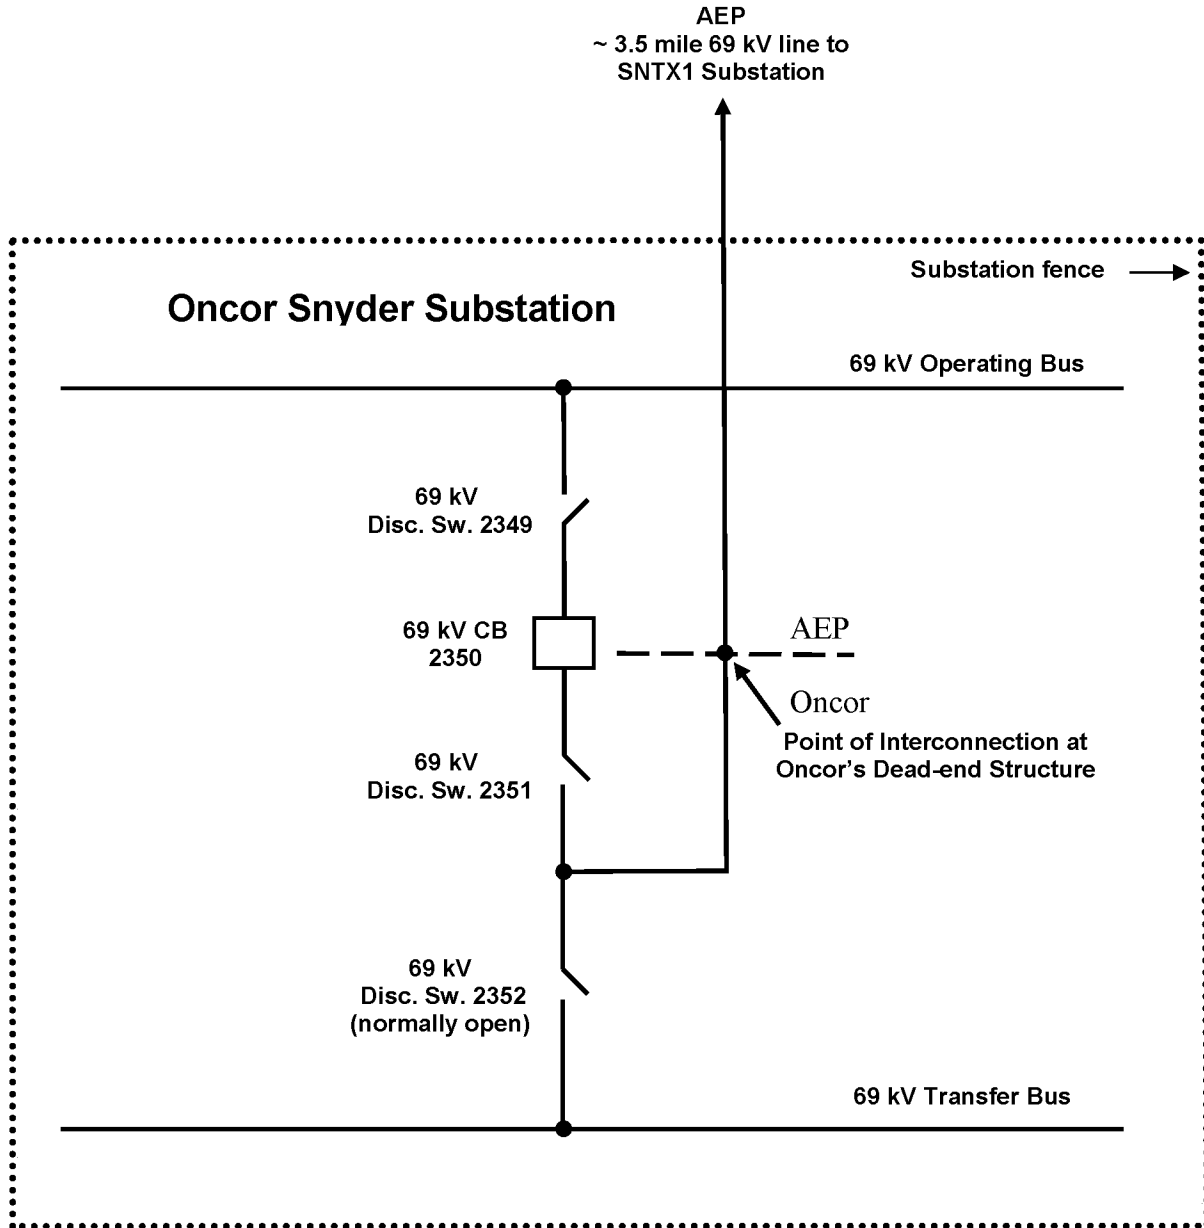 AEP
~ 3.5 mile 69 kV line to
SNTX1 Substation
Substation fence
Oncor Snyder Substation
69 kV Operating Bus
69 kV
Disc. Sw. 2349
69 kV CB
2350
AEP
Oncor
Point of Interconnection at
Oncor's Dead-end Structure
69 kV
Disc. Sw. 2351
69 kV
Disc. Sw. 2352
(normally open)
69 kV Transfer Bus